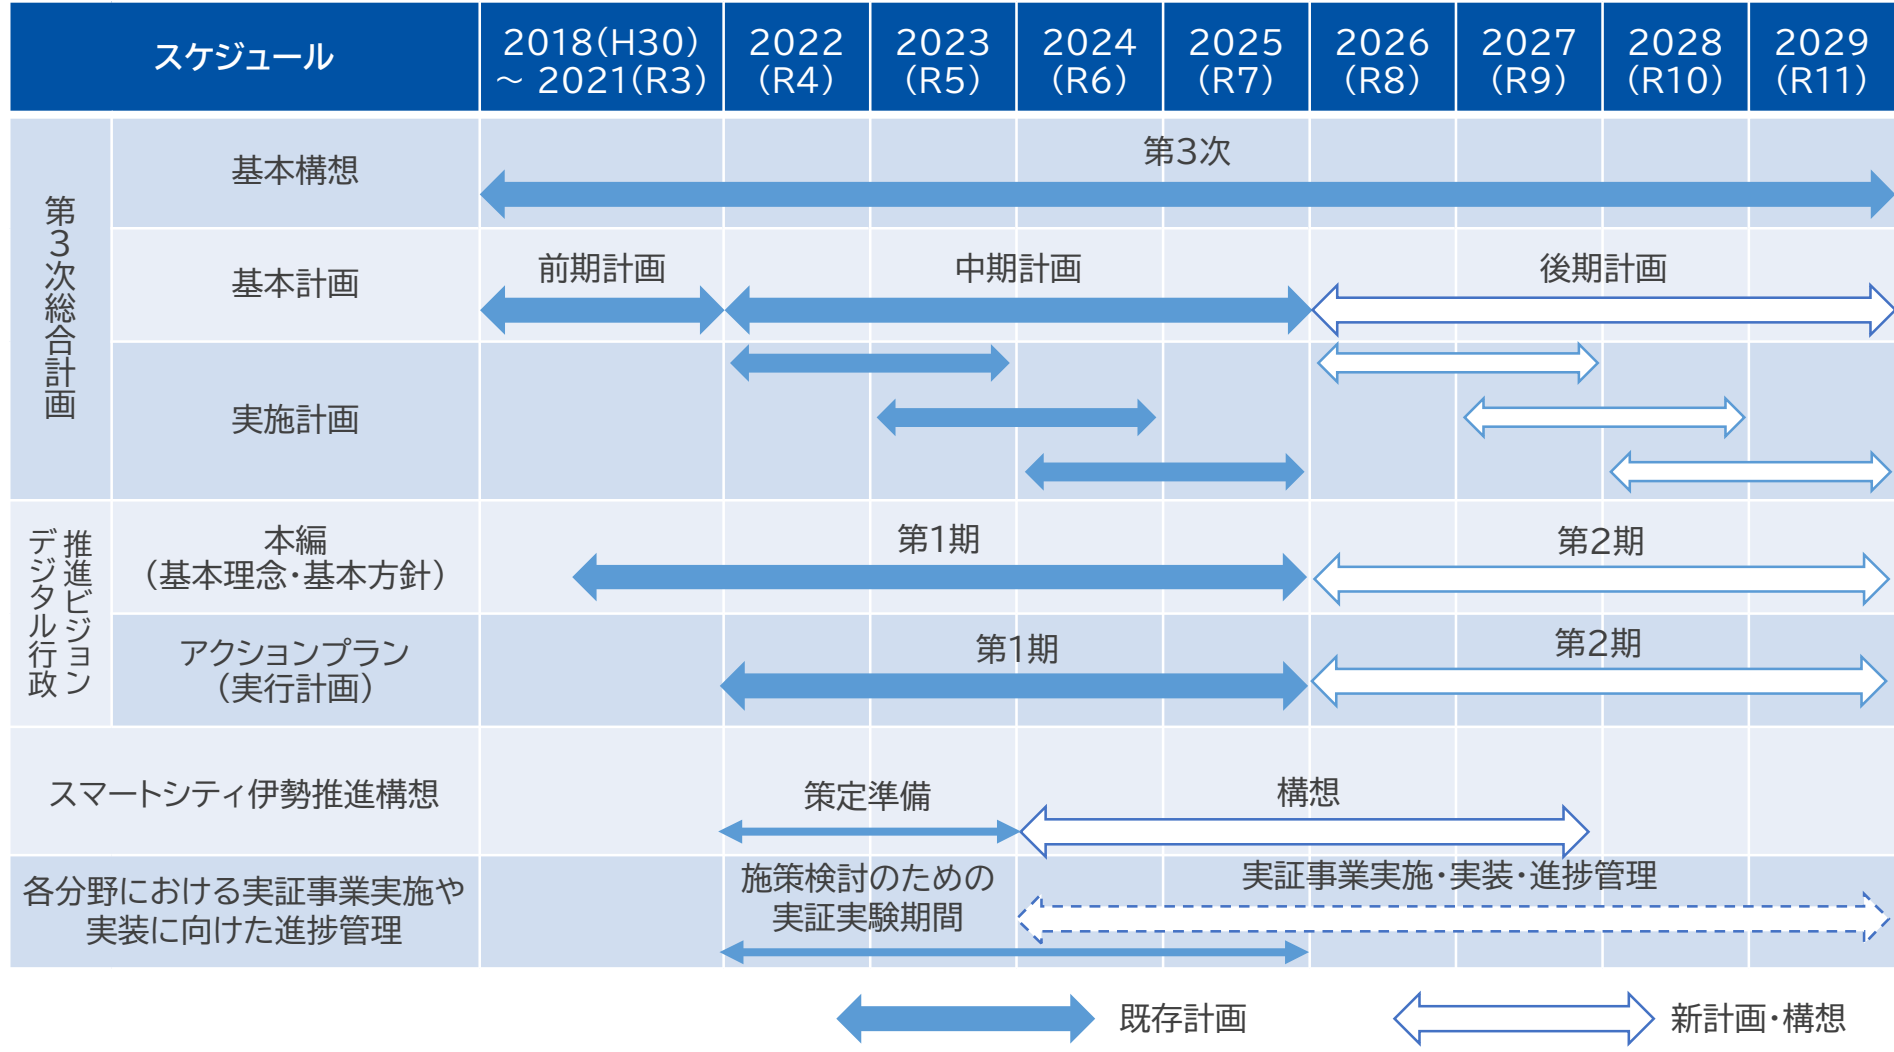 スケジュール
2018(H30)
～ 2021(R3)
2022
(R4)
2023
(R5)
2024
(R6)
2025
(R7)
2026
(R8)
2027
(R9)
2028
(R10)
2029
(R11)
第3次総合計画
基本構想
第3次
基本計画
前期計画
中期計画
後期計画
実施計画
推進ビジョン
デジタル行政
本編
(基本理念・基本方針)
第1期
第2期
アクションプラン
(実行計画)
第1期
第2期
スマートシティ伊勢推進構想
策定準備
構想
各分野における実証事業実施や
実装に向けた進捗管理
施策検討のための
実証実験期間
実証事業実施・実装・進捗管理
既存計画
新計画・構想